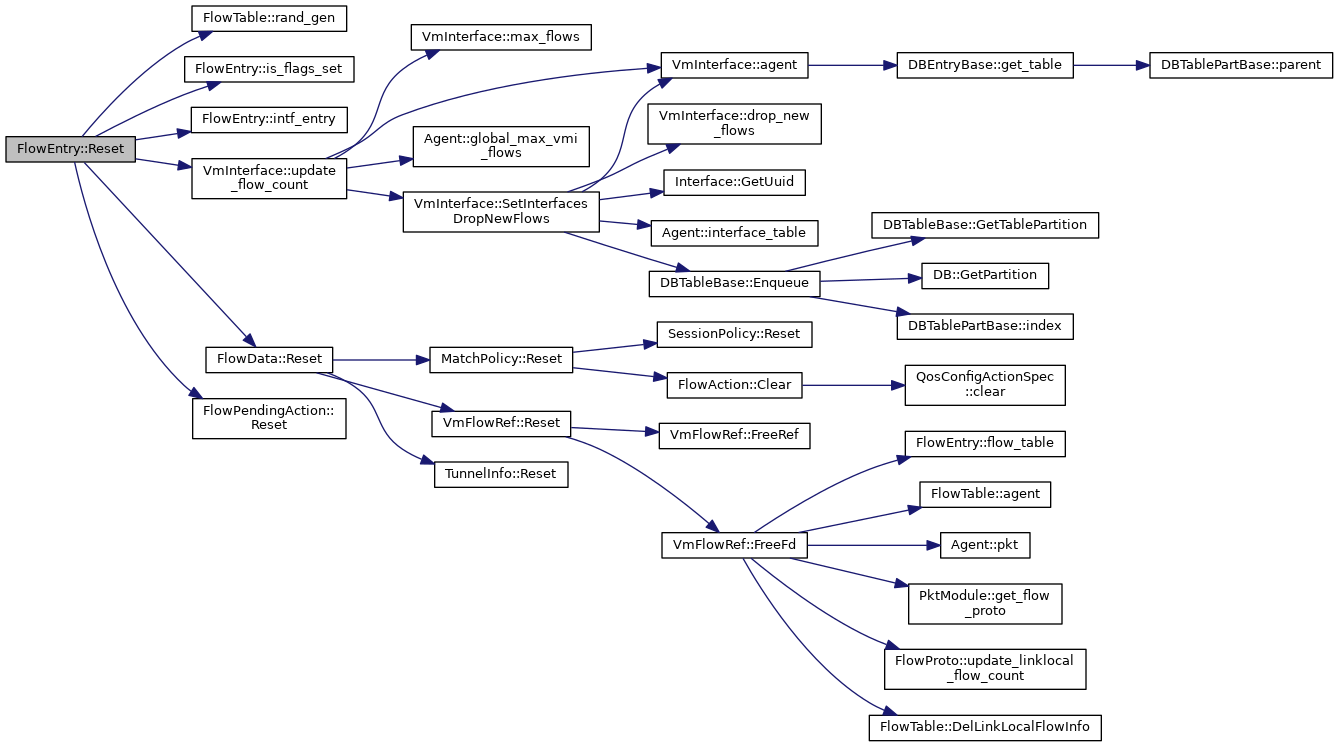 FlowEntry::Reset
FlowTable::rand_gen
FlowEntry::is_flags_set
FlowEntry::intf_entry
VmInterface::update
_flow_count
FlowData::Reset
FlowPendingAction::
Reset
VmInterface::max_flows
Agent::global_max_vmi
_flows
VmInterface::SetInterfaces
DropNewFlows
MatchPolicy::Reset
VmFlowRef::Reset
TunnelInfo::Reset
VmInterface::agent
VmInterface::drop_new
_flows
Interface::GetUuid
Agent::interface_table
DBTableBase::Enqueue
SessionPolicy::Reset
FlowAction::Clear
VmFlowRef::FreeRef
VmFlowRef::FreeFd
DBEntryBase::get_table
DBTableBase::GetTablePartition
DB::GetPartition
DBTablePartBase::index
QosConfigActionSpec
::clear
FlowEntry::flow_table
FlowTable::agent
Agent::pkt
PktModule::get_flow
_proto
FlowProto::update_linklocal
_flow_count
FlowTable::DelLinkLocalFlowInfo
DBTablePartBase::parent